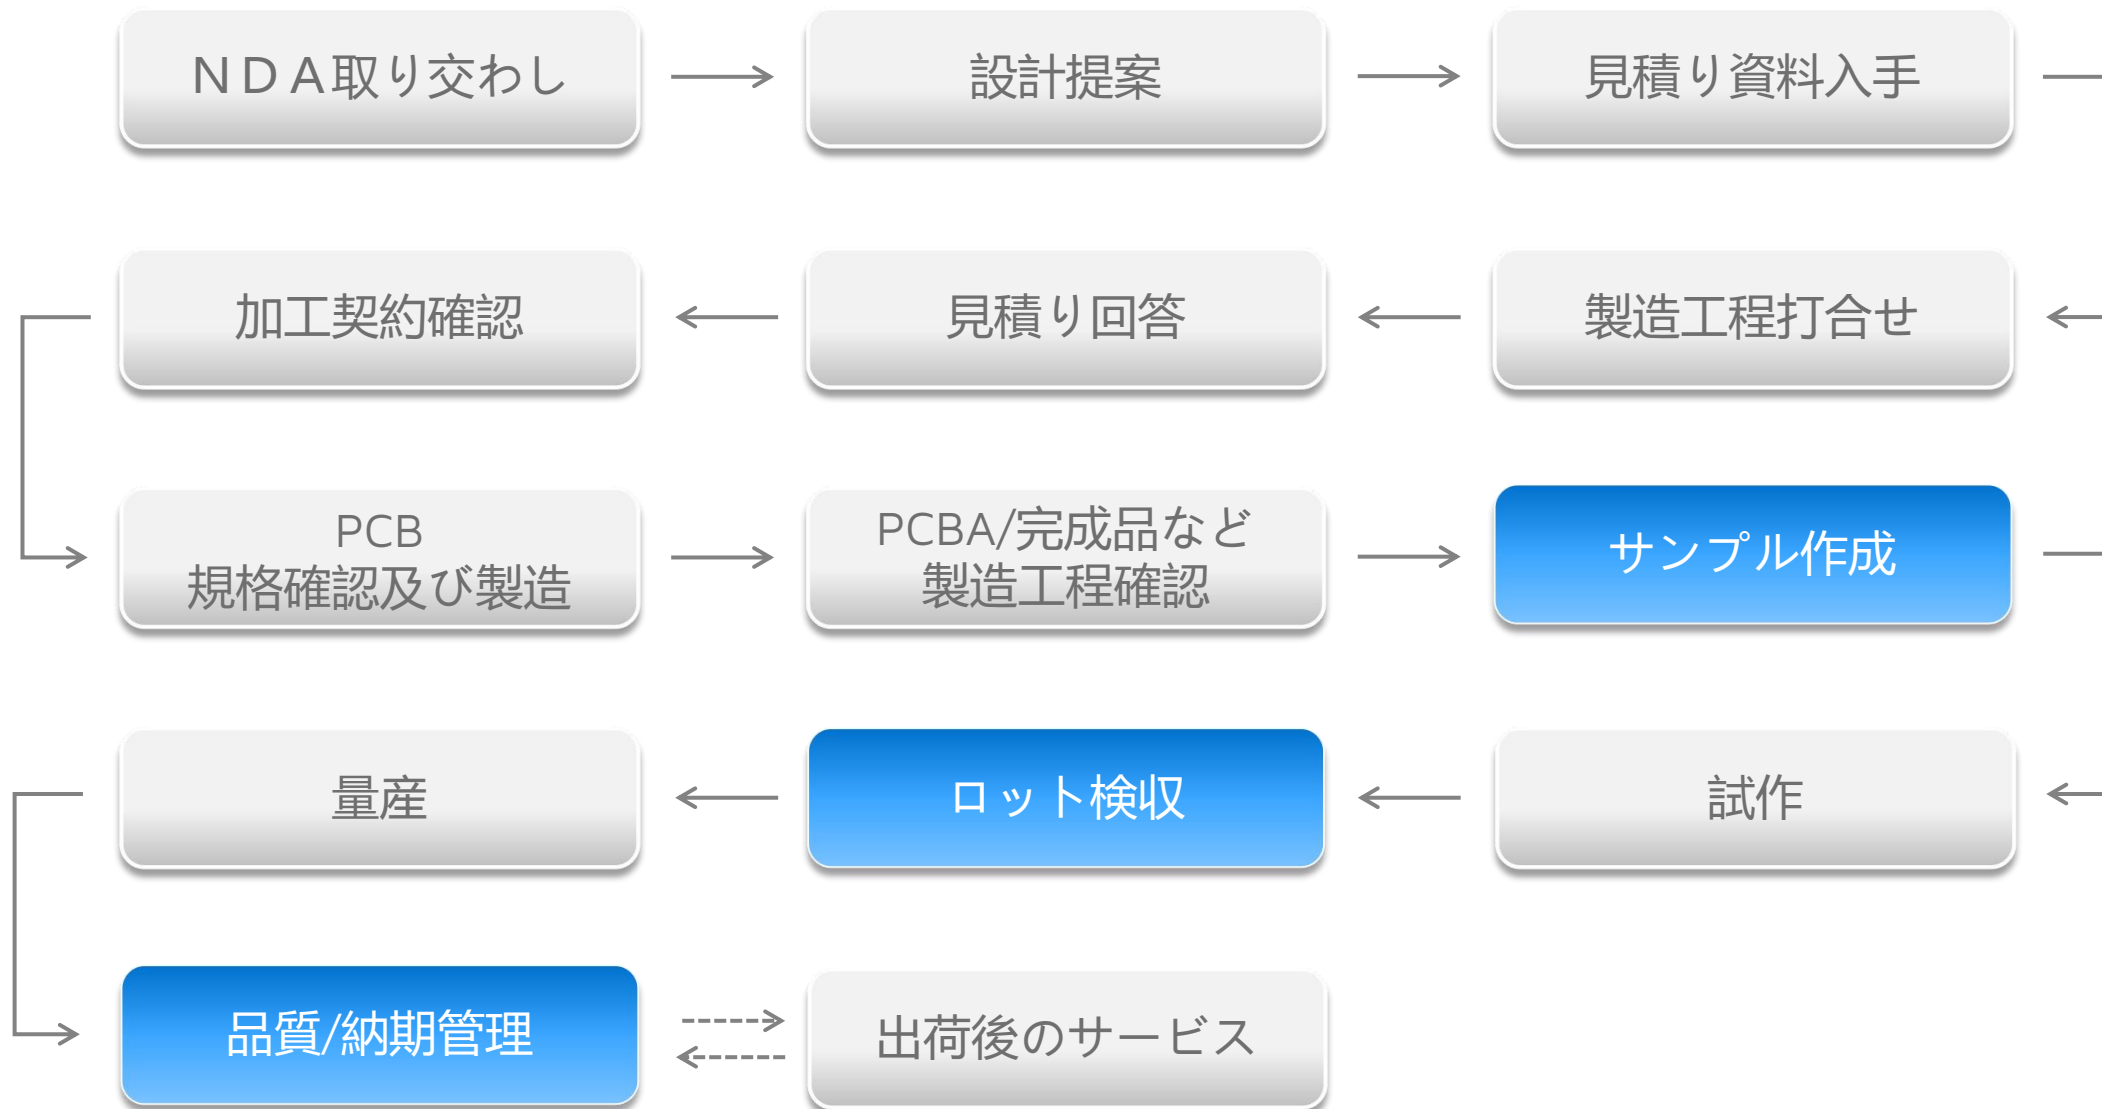 ＮＤＡ取り交わし
設計提案
見積り資料入手
加工契約確認
見積り回答
製造工程打合せ
PCB
規格確認及び製造
PCBA/完成品など
製造工程確認
サンプル作成
量産
ロット検収
試作
品質/納期管理
出荷後のサービス